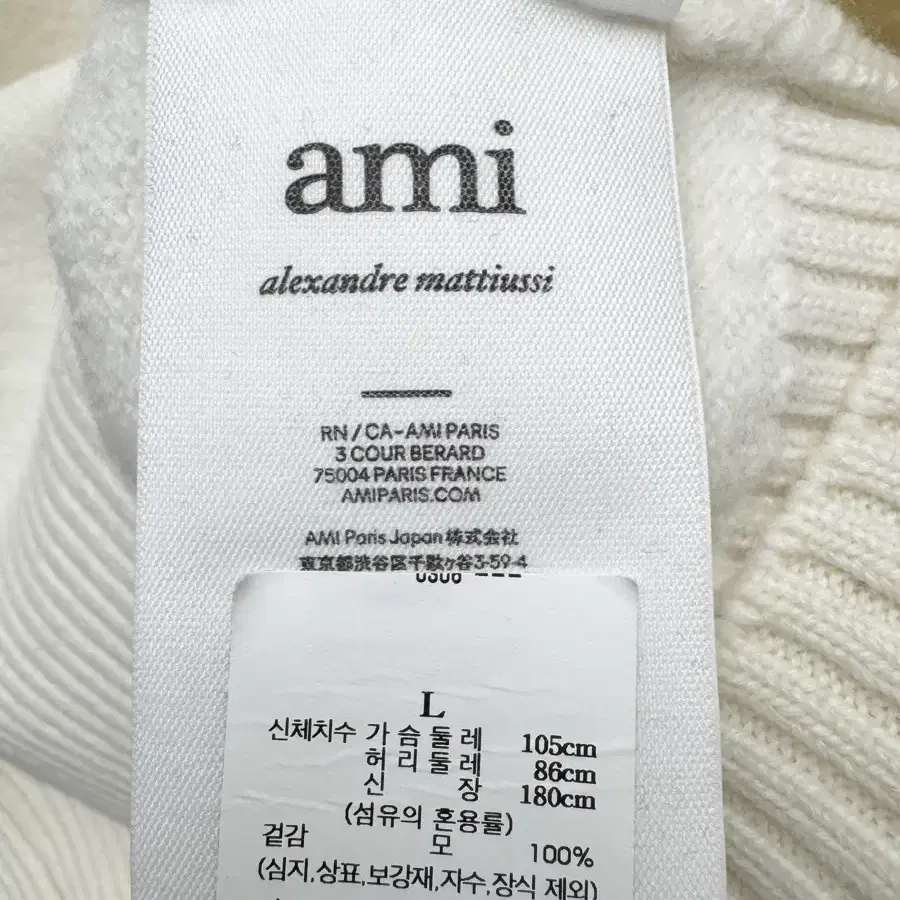 ami
alexandre mattiussi
RN / CA-AMI PARIS
3 COUR BERARD
75004 PARIS FRANCE
AMIPARIS.COM
AMI Paris Japan 株式会社
東京都渋谷区千駄ヶ谷3-59-4
0306
L
신체치수 가슴둘레 105cm
허리둘레 86cm
신 장 180cm
(섬유의 혼용률)
겉감 모 100%
(심지,상표,보강재,자수,장식 제외)